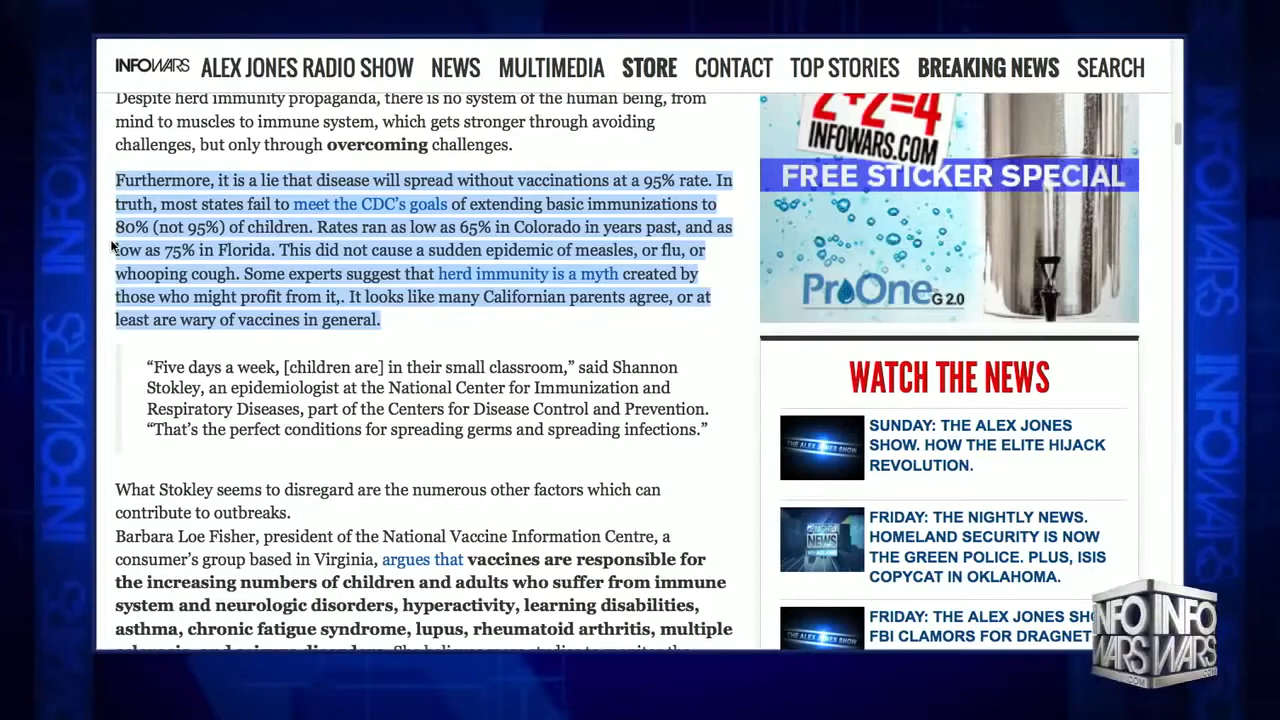 INFOWARS ALEX JONES RADIO SHOW NEWS MULTIMEDIA STORE CONTACT TOP STORIES BREAKING NEWS SEARCH
Despite herd immunity propaganda, there is no system of the human being, from
mind to muscles to immune system, which gets stronger through avoiding
challenges, but only through overcoming challenges.
Furthermore, it is a lie that disease will spread without vaccinations at a 95% rate. In
truth, most states fail to meet the CDC's goals of extending basic immunizations to
80% (not 95%) of children. Rates ran as low as 65% in Colorado in years past, and as
low as 75% in Florida. This did not cause a sudden epidemic of measles, or flu, or
whooping cough. Some experts suggest that herd immunity is a myth created by
those who might profit from it,. It looks like many Californian parents agree, or at
least are wary of vaccines in general.
“Five days a week, [children are] in their small classroom,” said Shannon
Stokley, an epidemiologist at the National Center for Immunization and
Respiratory Diseases, part of the Centers for Disease Control and Prevention.
“That’s the perfect conditions for spreading germs and spreading infections.”
What Stokley seems to disregard are the numerous other factors which can
contribute to outbreaks.
Barbara Loe Fisher, president of the National Vaccine Information Centre, a
consumer’s group based in Virginia, argues that vaccines are responsible for
the increasing numbers of children and adults who suffer from immune
system and neurologic disorders, hyperactivity, learning disabilities,
asthma, chronic fatigue syndrome, lupus, rheumatoid arthritis, multiple
2+2=4
INFOWARS.COM
FREE STICKER SPECIAL
ProOne G 2.0
WATCH THE NEWS
SUNDAY: THE ALEX JONES
SHOW. HOW THE ELITE HIJACK
REVOLUTION.
FRIDAY: THE NIGHTLY NEWS.
HOMELAND SECURITY IS NOW
THE GREEN POLICE. PLUS, ISIS
COPYCAT IN OKLAHOMA.
FRIDAY: THE ALEX JONES SHO
FBI CLAMORS FOR DRAGNET
INFO INFO
WARS WARS
.COM .COM
INFOWARS
INFOWARS